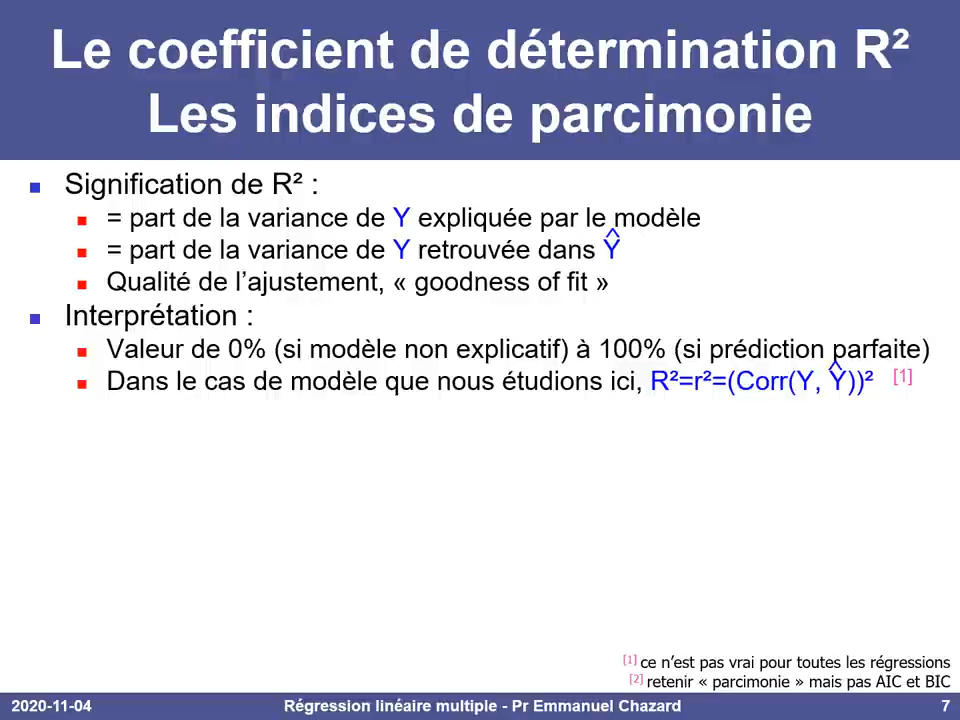 Le coefficient de détermination R²
Les indices de parcimonie
Signification de R² :
= part de la variance de Y expliquée par le modèle
= part de la variance de Y retrouvée dans Ŷ
Qualité de l’ajustement, « goodness of fit »
Interprétation :
Valeur de 0% (si modèle non explicatif) à 100% (si prédiction parfaite)
Dans le cas de modèle que nous étudions ici, R²=r²=(Corr(Y, Ŷ))² [1]
[1] ce n’est pas vrai pour toutes les régressions
[2] retenir « parcimonie » mais pas AIC et BIC
2020-11-04 Régression linéaire multiple - Pr Emmanuel Chazard 7